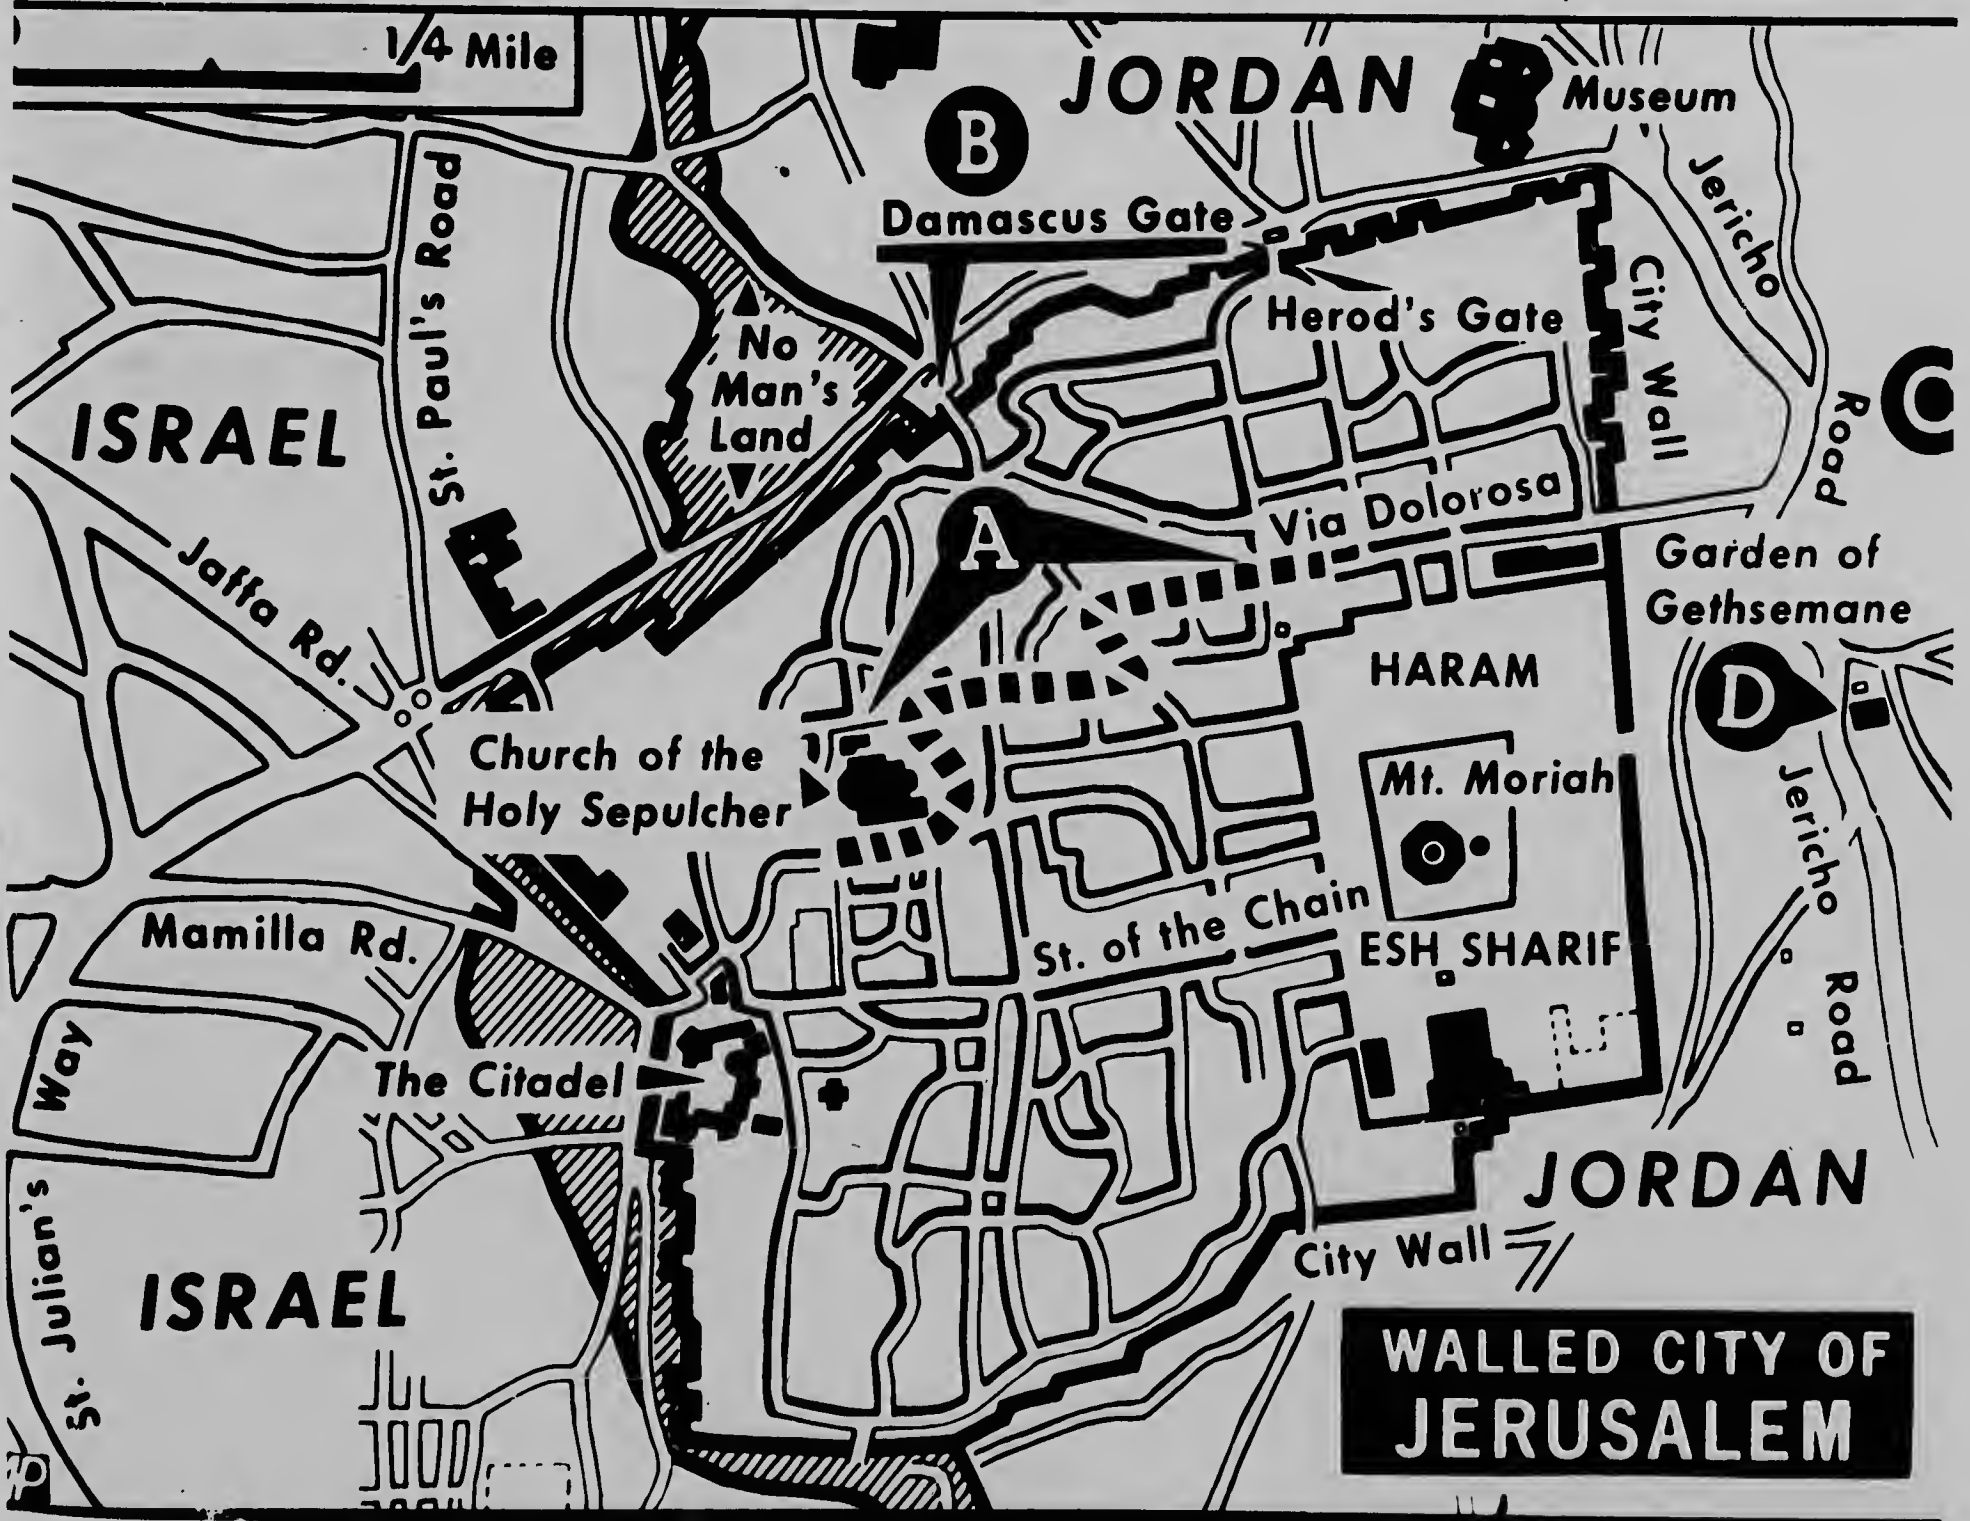 1/4 Mile
JORDAN
Museum
B
Damascus Gate
Jericho
Road
St. Paul's Road
No
Man's
Land
Herod's Gate
City Wall
C
ISRAEL
A
Via Dolorosa
Jaffa Rd.
Garden of
Gethsemane
HARAM
D
Church of the
Holy Sepulcher
Mt. Moriah
Jericho
Road
Mamilla Rd.
St. of the Chain
ESH SHARIF
Way
The Citadel
St. Julian's
JORDAN
City Wall
ISRAEL
WALLED CITY OF
JERUSALEM